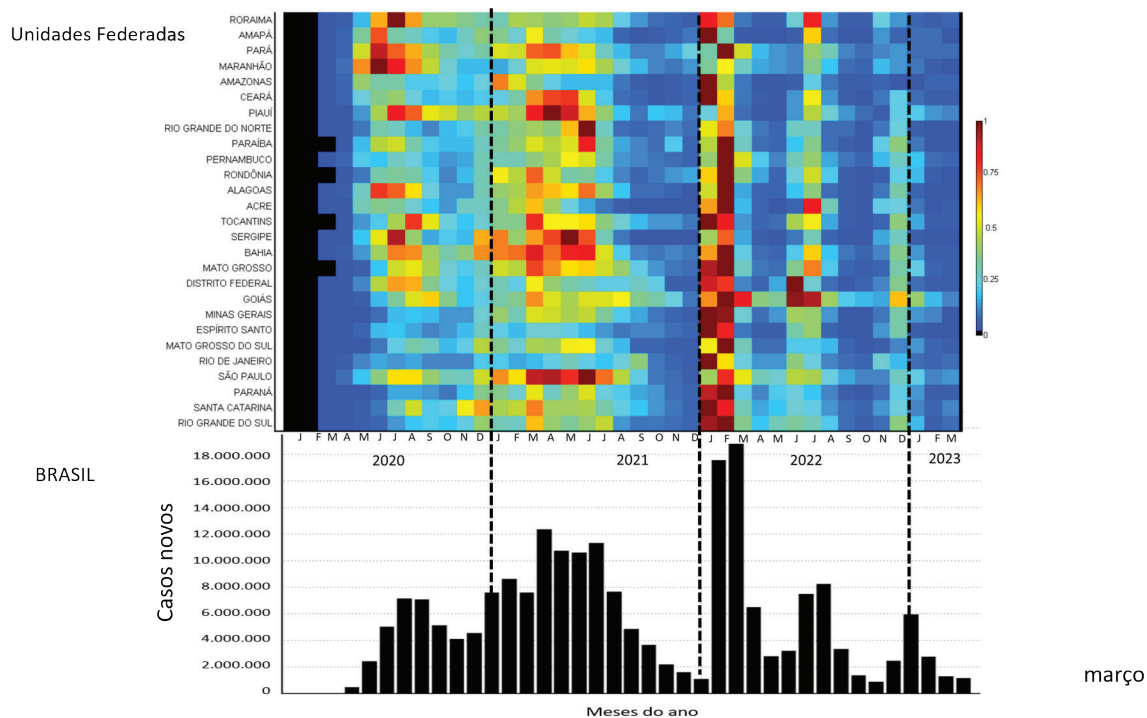 Unidades Federadas
RORAIMA
AMAPÁ
PARÁ
MARANHÃO
AMAZONAS
CEARÁ
PIAUÍ
RIO GRANDE DO NORTE
PARAÍBA
PERNAMBUCO
RONDÔNIA
ALAGOAS
ACRE
TOCANTINS
SERGIPE
BAHIA
MATO GROSSO
DISTRITO FEDERAL
GOIÁS
MINAS GERAIS
ESPÍRITO SANTO
MATO GROSSO DO SUL
RIO DE JANEIRO
SÃO PAULO
PARANÁ
SANTA CATARINA
RIO GRANDE DO SUL
1
0.75
0.5
0.25
0
J F M A M J J A S O N D J F M A M J J A S O N D J F M A M J J A S O N D J F M
2020 2021 2022 2023
BRASIL
Casos novos
18.000.000
16.000.000
14.000.000
12.000.000
10.000.000
8.000.000
6.000.000
4.000.000
2.000.000
0
Meses do ano
março